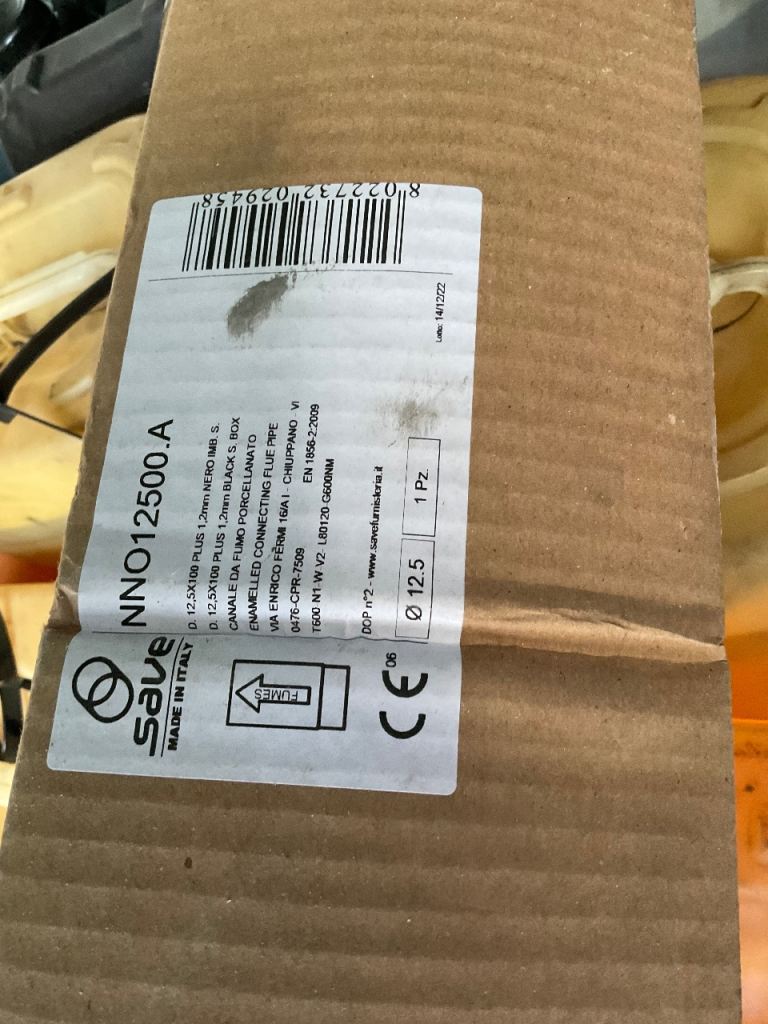 save
MADE IN ITALY
FUMES
CE 06
NNO12500.A
D. 12,5X100 PLUS 1,2mm NERO IMB. S.
D. 12,5X100 PLUS 1,2mm BLACK S. BOX
CANALE DA FUMO PORCELLANATO
ENAMELLED CONNECTING FLUE PIPE
VIA ENRICO FERMI 16/A I - CHIUPPANO - VI
0476-CPR-7509 EN 1856-2:2009
T600-N1-W V2- L80120-G600NM
DOP n°2 - www.savefumisteria.it
Ø 12.5
1 Pz.
Lotto: 14/12/22
8 022732 029458